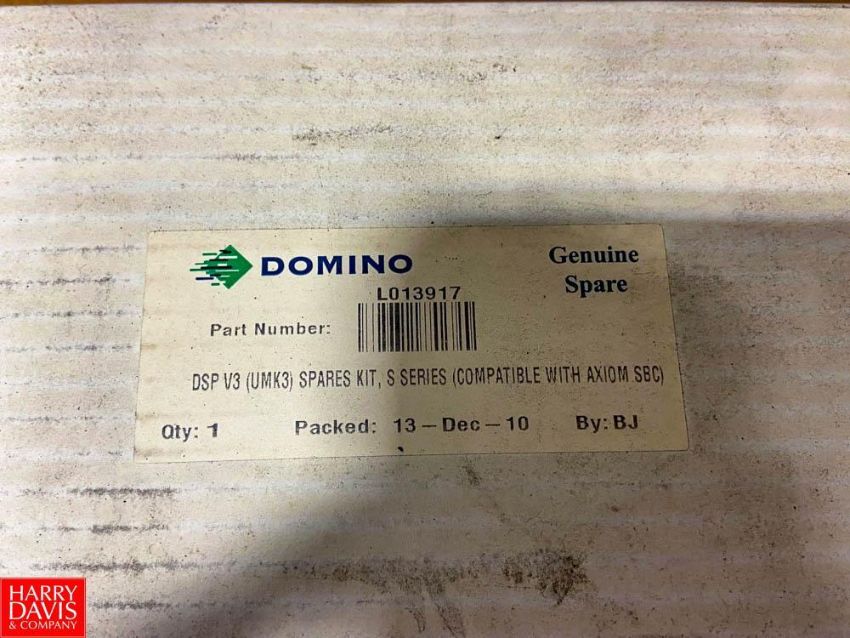 DOMINO
Genuine
Spare
L013917
Part Number:
DSP V3 (UMK3) SPARES KIT, S SERIES (COMPATIBLE WITH AXIOM SBC)
Qty: 1 Packed: 13-Dec-10 By: BJ
HARRY
DAVIS
& COMPANY